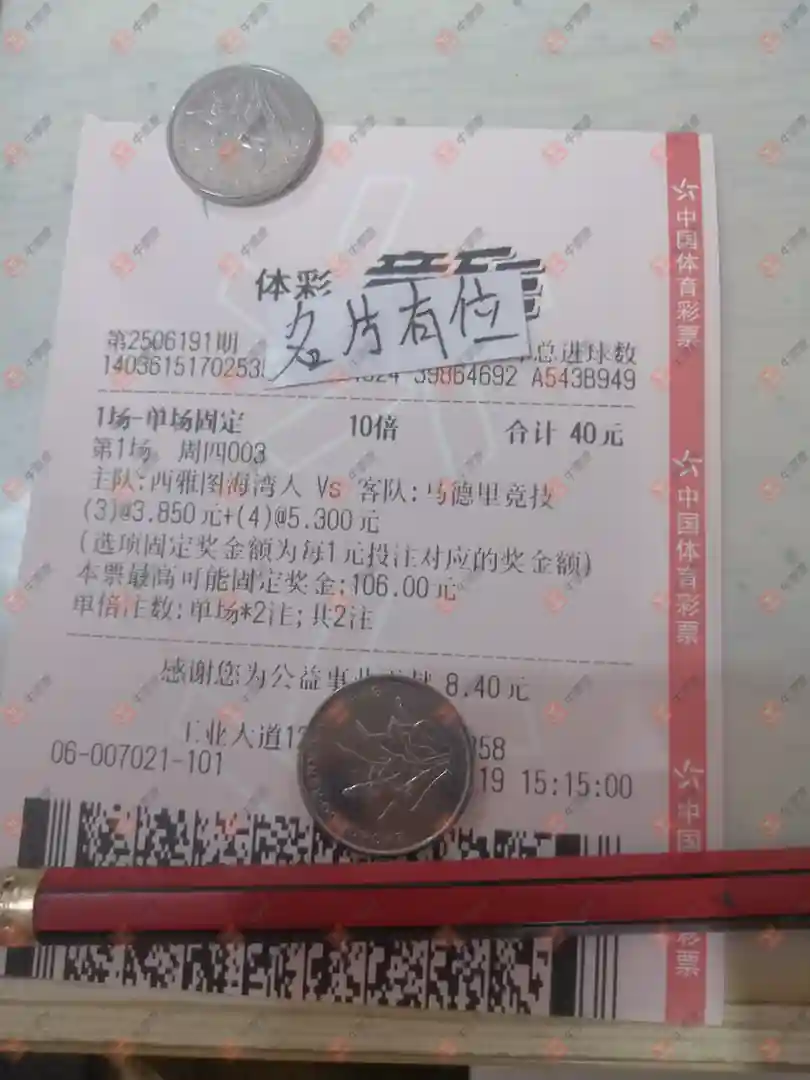 体彩
名片有位
第2506191期
总进球数
39864692 A543B949
1场-单场固定 10倍 合计 40元
第1场 周四003
主队:西雅图海湾人 Vs 客队:马德里竞技
(3)@3.850元+(4)@5.300元
(选项固定奖金额为每1元投注对应的奖金额)
本票最高可能固定奖金:106.00元
单倍注数:单场*2注;共2注
感谢您为公益事业贡献 8.40元
工业大道12
58
06-007021-101
19 15:15:00
中国体育彩票
中国体育彩票
中国
彩票